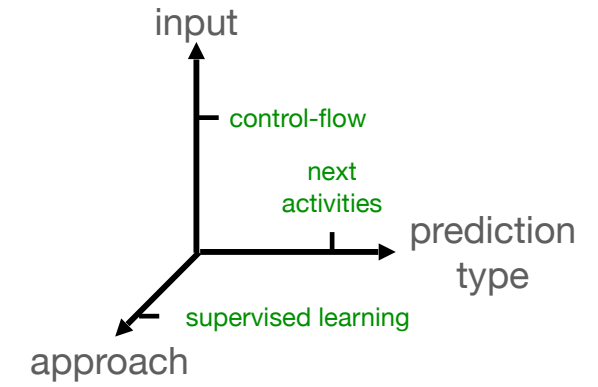 input
control-flow
next
activities
prediction
type
supervised learning
approach